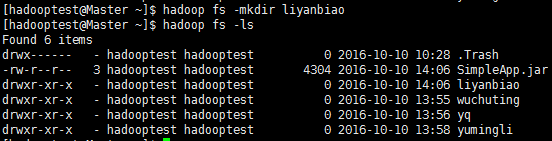 [hadooptest@Master ~]$ hadoop fs -mkdir liyanbiao
[hadooptest@Master ~]$ hadoop fs -ls
Found 6 items
drwx------   - hadooptest hadooptest          0 2016-10-10 10:28 .Trash
-rw-r--r--   3 hadooptest hadooptest       4304 2016-10-10 14:06 SimpleApp.jar
drwxr-xr-x   - hadooptest hadooptest          0 2016-10-10 14:06 liyanbiao
drwxr-xr-x   - hadooptest hadooptest          0 2016-10-10 13:55 wuchuting
drwxr-xr-x   - hadooptest hadooptest          0 2016-10-10 13:56 yq
drwxr-xr-x   - hadooptest hadooptest          0 2016-10-10 13:58 yumingli
[hadooptest@Master ~]$